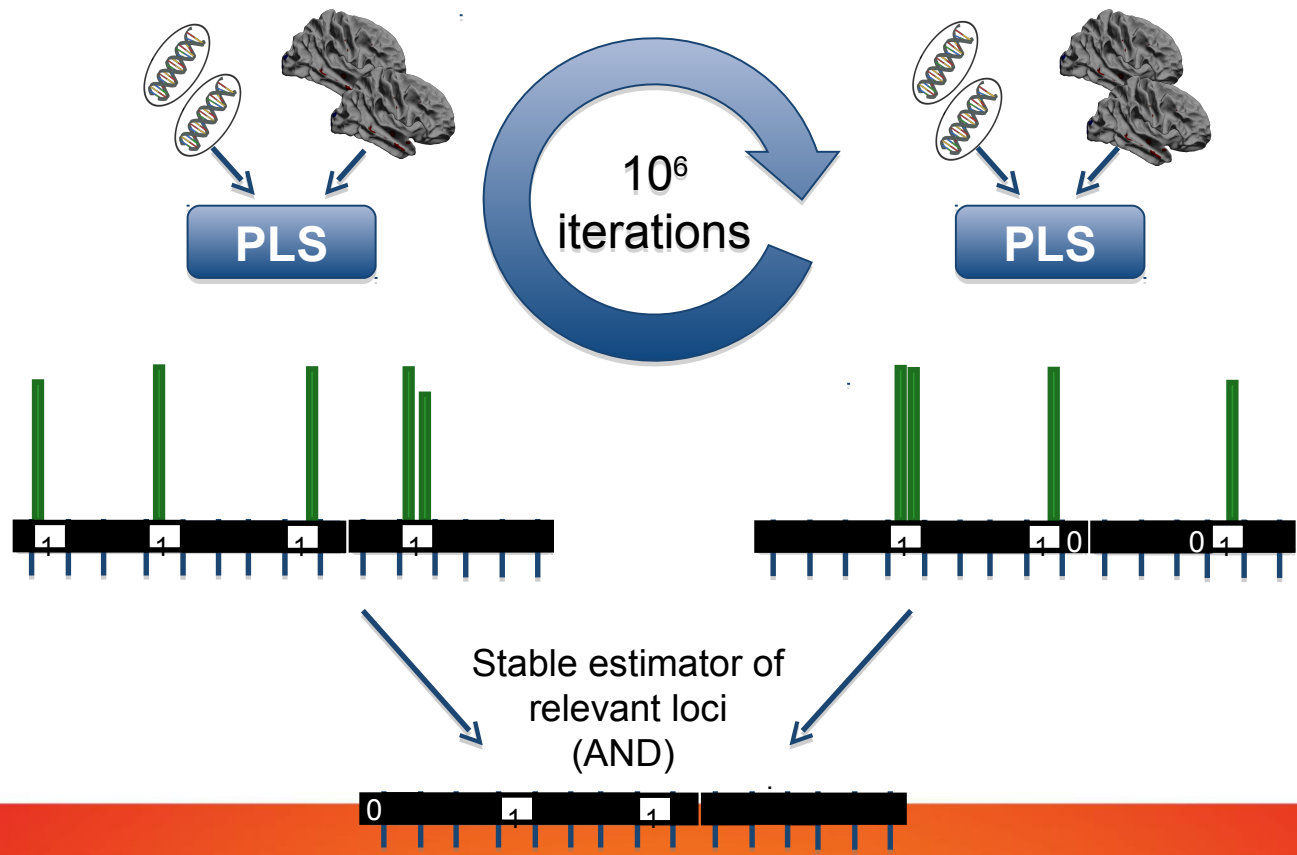 10⁶
iterations
PLS
PLS
1 1 1 1
1 1 0 0 1
Stable estimator of
relevant loci
(AND)
0 1 1